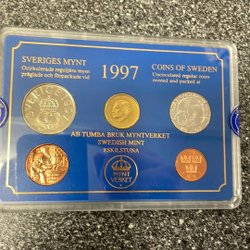 SVERIGES MYNT
Ocirkulerade reguljära mynt
präglade och förpackade vid
1997
COINS OF SWEDEN
Uncirculated regular coins
minted and packed at
AB TUMBA BRUK MYNTVERKET
SWEDISH MINT
ESKILSTUNA
MYNT
VERKET